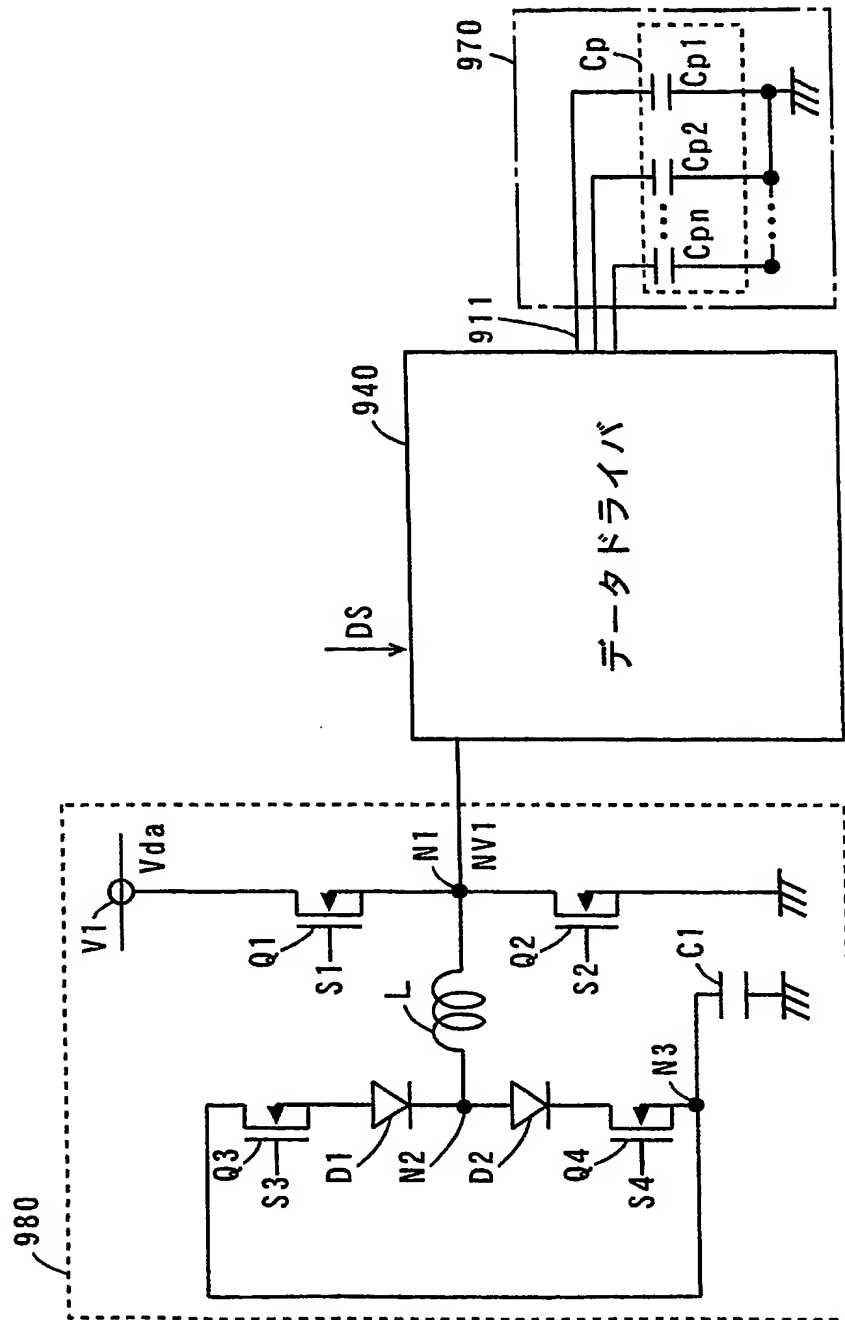 980
V1
Vda
Q1
S1
N1
NV1
Q3
S3
D1
L
N2
D2
Q2
S2
C1
Q4
S4
N3
DS
940
データドライバ
911
970
Cp
Cpn
Cp2
Cp1